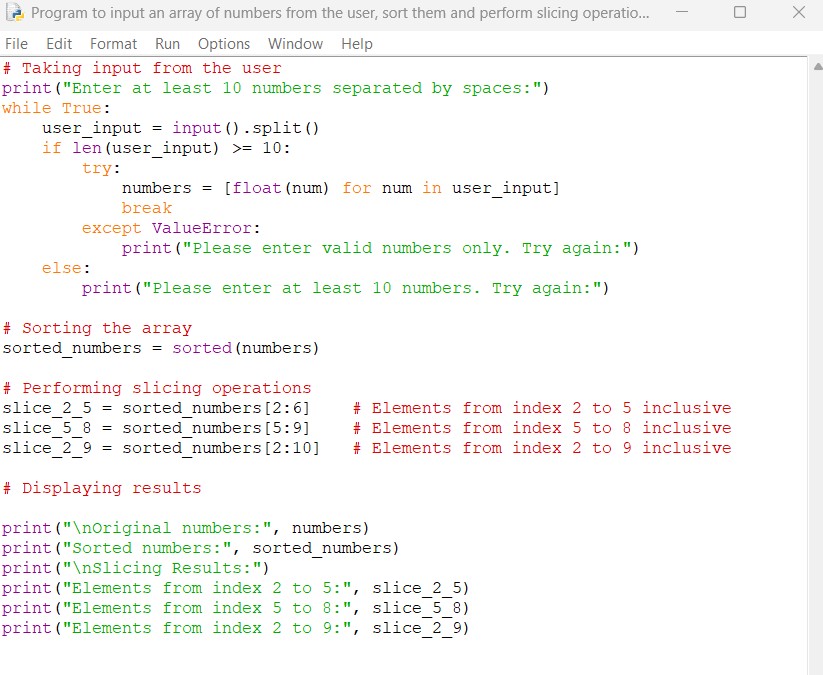 Program to input an array of numbers from the user, sort them and perform slicing operatio...
File Edit Format Run Options Window Help
# Taking input from the user
print("Enter at least 10 numbers separated by spaces:")
while True:
    user_input = input().split()
    if len(user_input) >= 10:
        try:
            numbers = [float(num) for num in user_input]
            break
        except ValueError:
            print("Please enter valid numbers only. Try again:")
    else:
        print("Please enter at least 10 numbers. Try again:")

# Sorting the array
sorted_numbers = sorted(numbers)

# Performing slicing operations
slice_2_5 = sorted_numbers[2:6]    # Elements from index 2 to 5 inclusive
slice_5_8 = sorted_numbers[5:9]    # Elements from index 5 to 8 inclusive
slice_2_9 = sorted_numbers[2:10]   # Elements from index 2 to 9 inclusive

# Displaying results

print("\nOriginal numbers:", numbers)
print("Sorted numbers:", sorted_numbers)
print("\nSlicing Results:")
print("Elements from index 2 to 5:", slice_2_5)
print("Elements from index 5 to 8:", slice_5_8)
print("Elements from index 2 to 9:", slice_2_9)